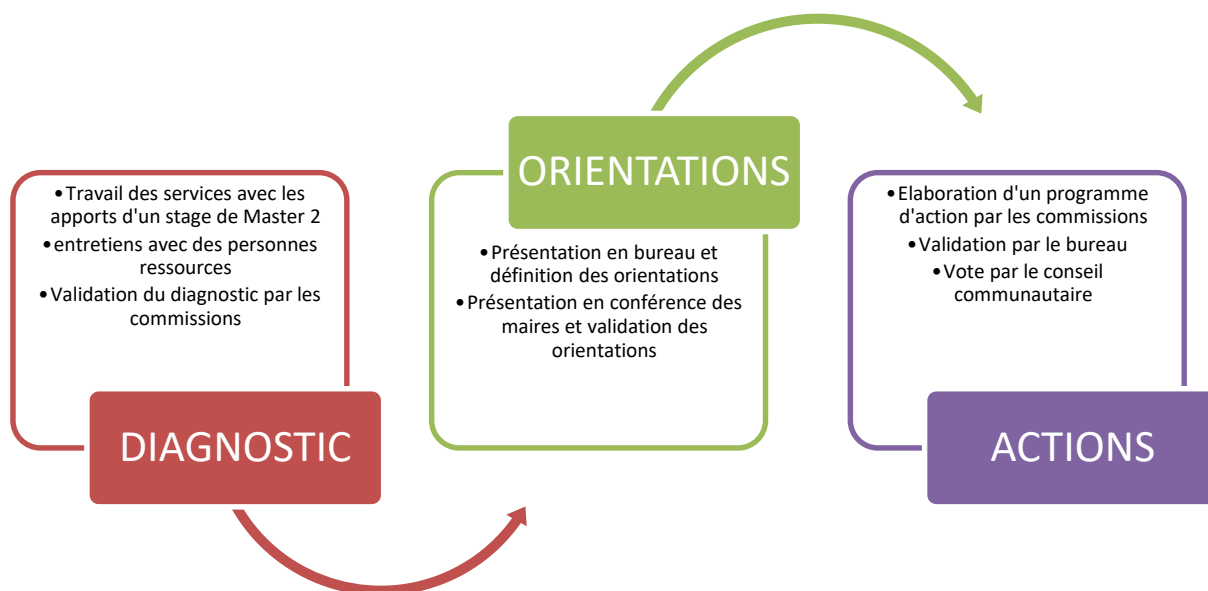 •Travail des services avec les
apports d'un stage de Master 2
•entretiens avec des personnes
ressources
•Validation du diagnostic par les
commissions
DIAGNOSTIC
ORIENTATIONS
•Présentation en bureau et
définition des orientations
•Présentation en conférence des
maires et validation des
orientations
•Elaboration d'un programme
d'action par les commissions
•Validation par le bureau
•Vote par le conseil
communautaire
ACTIONS